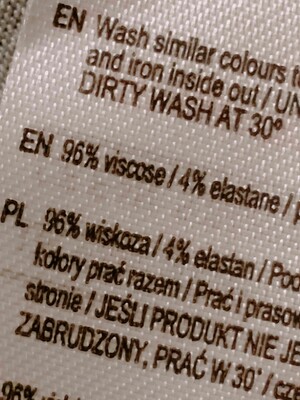 EN Wash similar colours
and iron inside out / UN
DIRTY WASH AT 30°
EN 96% viscose / 4% elastane /
PL 96% wiskoza / 4% elastan /
kolory prać razem / Prać i prasow
stronie / JEŚLI PRODUKT NIE JE
ZABRUDZONY, PRAĆ W 30° /
96%